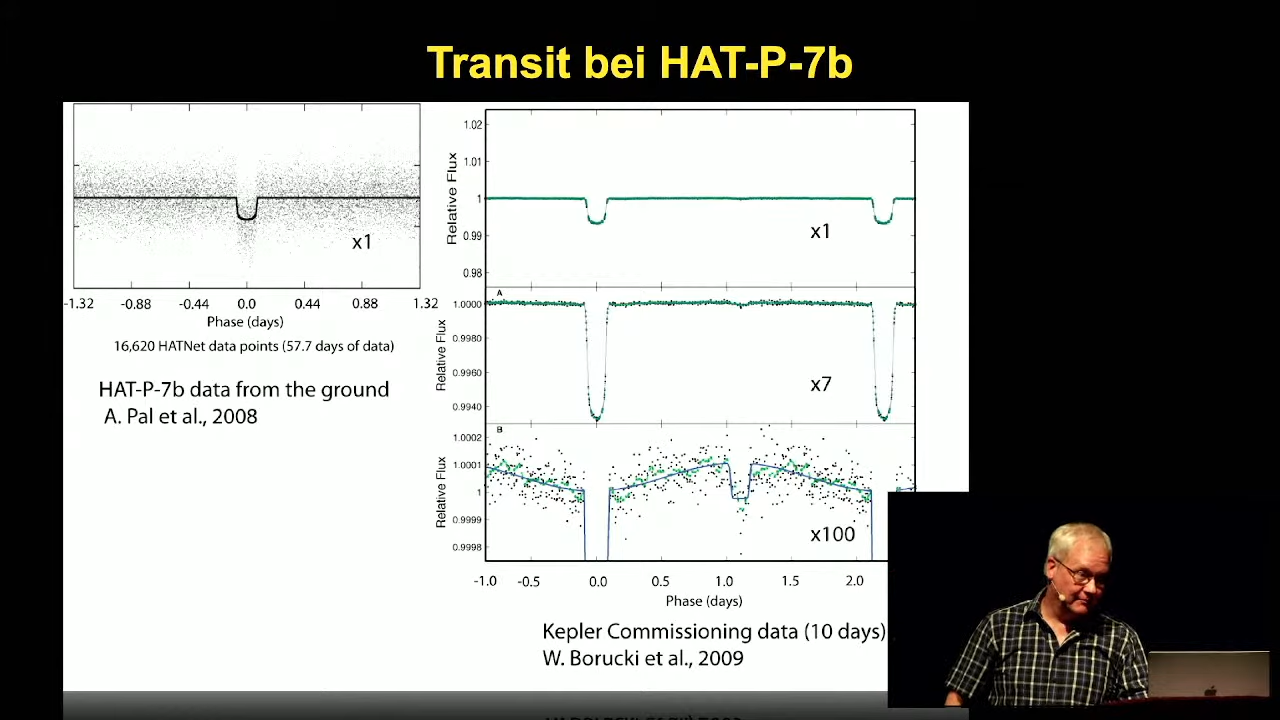 Transit bei HAT-P-7b
x1
-1.32 -0.88 -0.44 0.0 0.44 0.88 1.32
Phase (days)
16,620 HATNet data points (57.7 days of data)
HAT-P-7b data from the ground
A. Pal et al., 2008
Relative Flux
1.02
1.01
1
0.99
0.98
x1
A
Relative Flux
1.0000
0.9980
0.9960
0.9940
x7
B
Relative Flux
1.0002
1.0001
1
0.9999
0.9998
x100
-1.0 -0.5 0.0 0.5 1.0 1.5 2.0
Phase (days)
Kepler Commissioning data (10 days)
W. Borucki et al., 2009